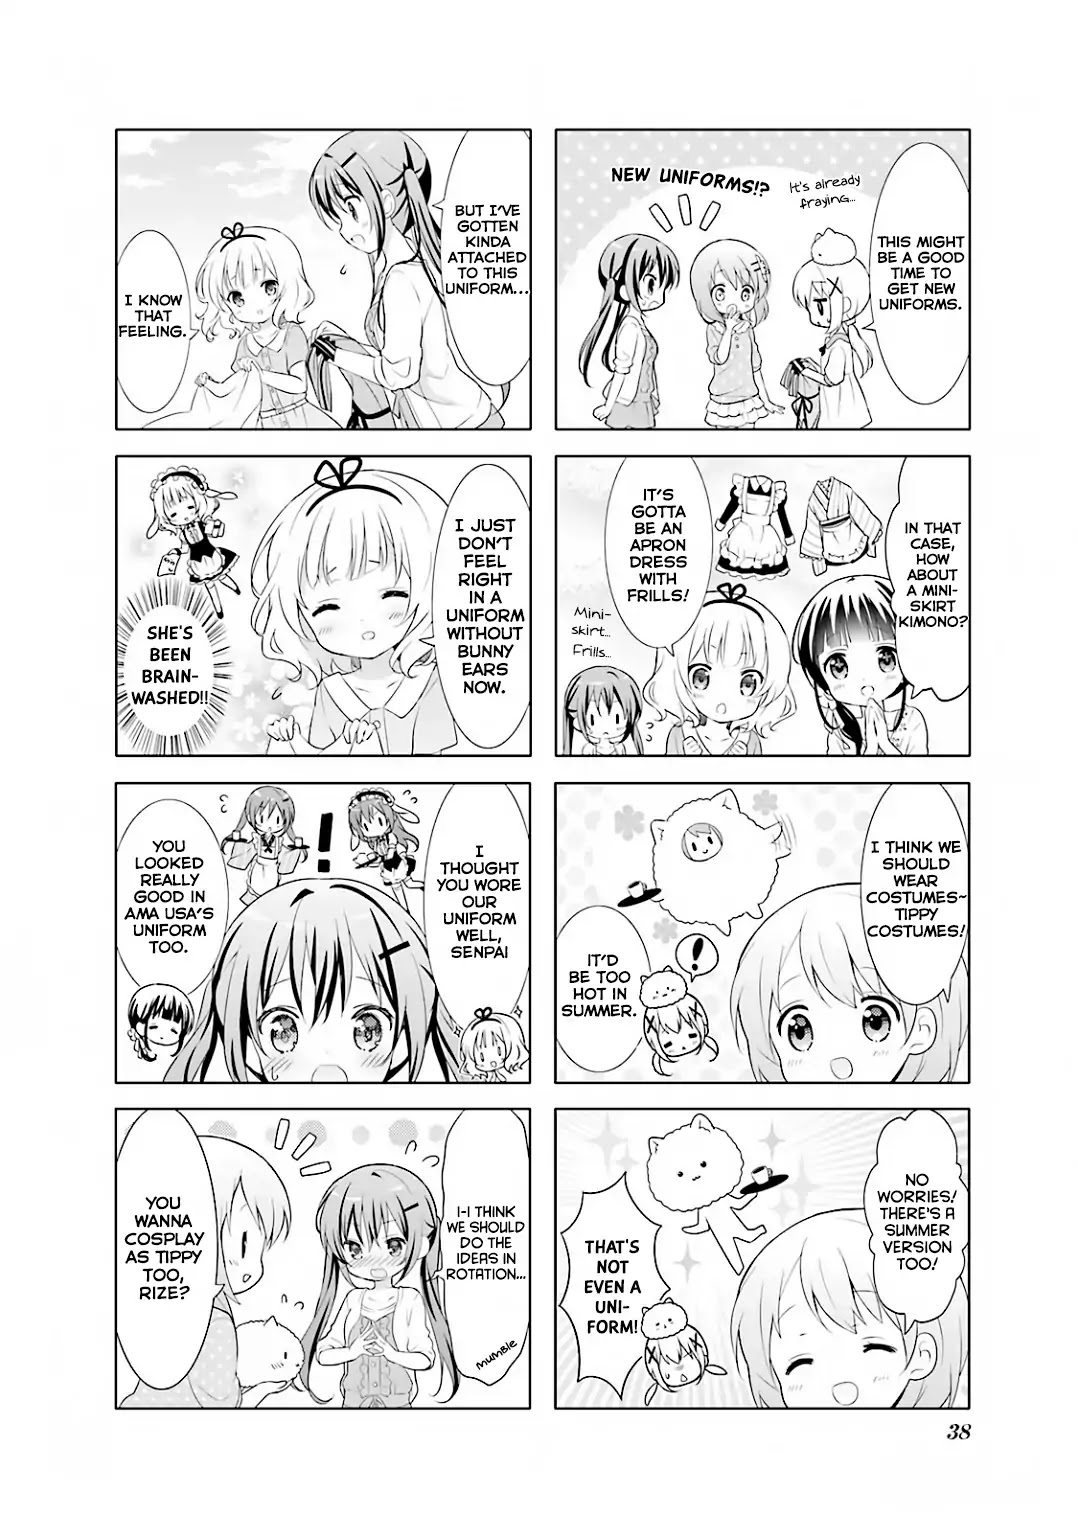 THIS MIGHT
BE A GOOD
TIME TO
GET NEW
UNIFORMS.
It's already
fraying...
NEW UNIFORMS!?
IN THAT
CASE,
HOW
ABOUT
A MINI-
SKIRT
KIMONO?
IT'S
GOTTA
BE AN
APRON
DRESS
WITH
FRILLS!
Mini-
skirt...
Frills...
I THINK WE
SHOULD
WEAR
COSTUMES~
TIPPY
COSTUMES!
!
IT'D
BE TOO
HOT IN
SUMMER.
NO
WORRIES!
THERE'S A
SUMMER
VERSION
TOO!
THAT'S
NOT
EVEN A
UNI-
FORM!
BUT I'VE
GOTTEN
KINDA
ATTACHED
TO THIS
UNIFORM...
I KNOW
THAT
FEELING.
I JUST
DON'T
FEEL
RIGHT
IN A
UNIFORM
WITHOUT
BUNNY
EARS
NOW.
SHE'S
BEEN
BRAIN-
WASHED!!
I
THOUGHT
YOU WORE
OUR
UNIFORM
WELL,
SENPAI
!
YOU
LOOKED
REALLY
GOOD IN
AMA USA'S
UNIFORM
TOO.
I-I THINK
WE SHOULD
DO THE
IDEAS IN
ROTATION...
MUMBLE
YOU
WANNA
COSPLAY
AS TIPPY
TOO,
RIZE?
38